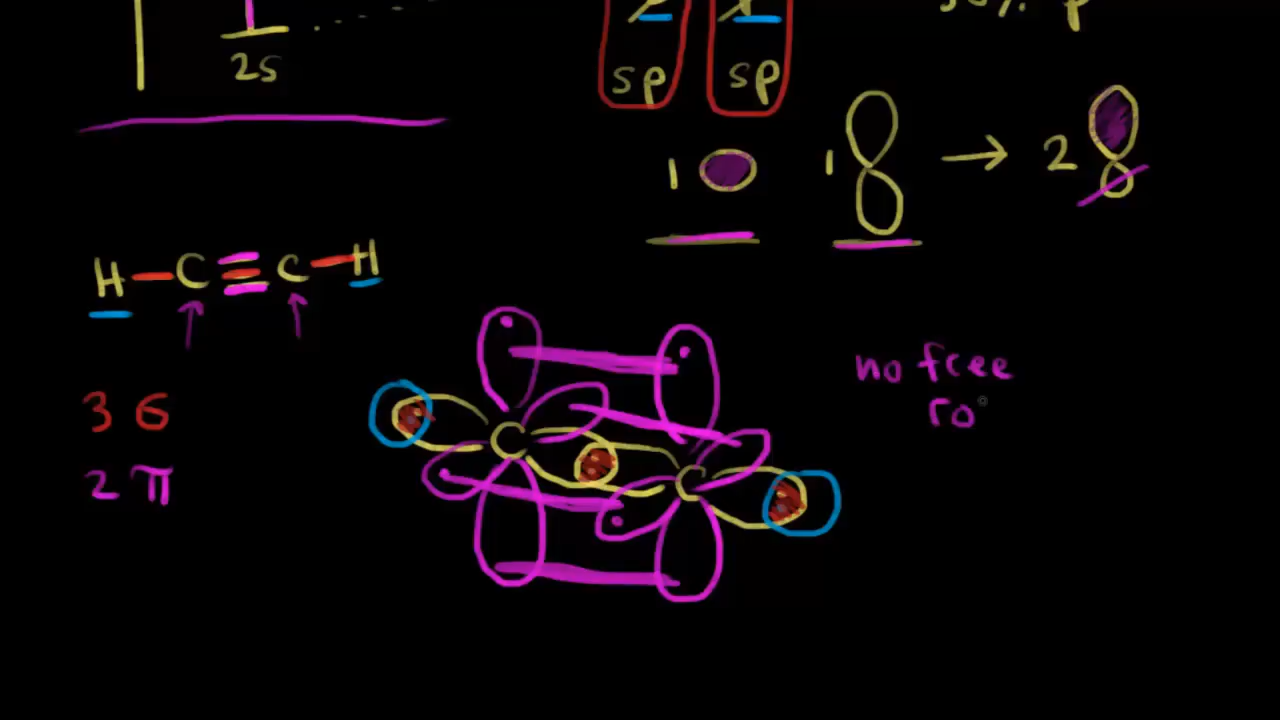 2s
sp sp
1 1 → 2
H-C≡C-H
3 σ
2 π
C
C
no free
ro